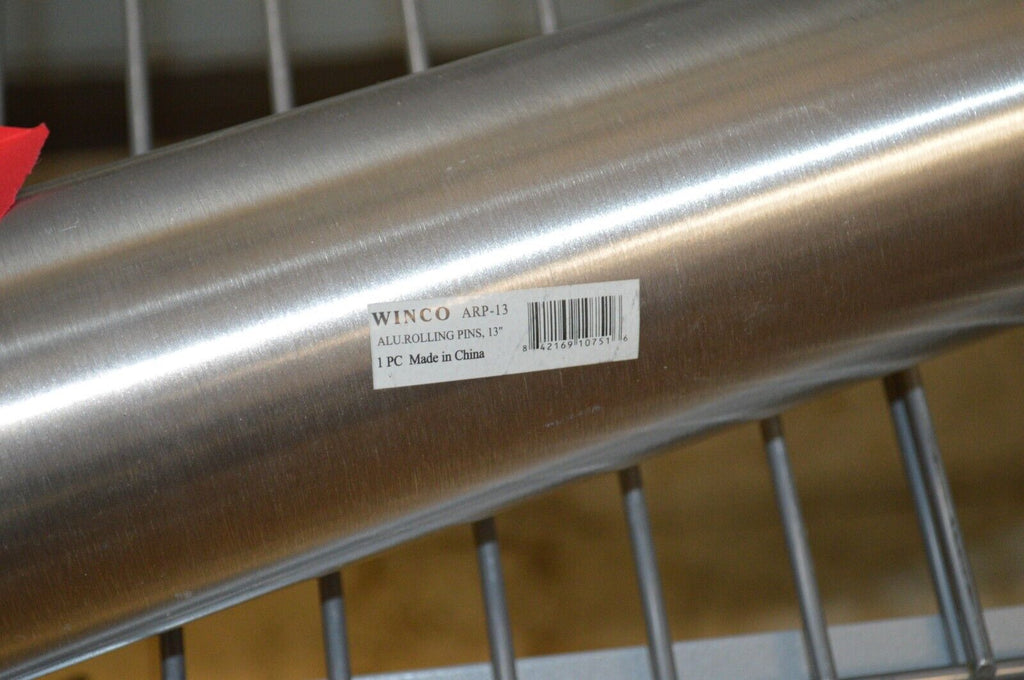 WINCO ARP-13
ALU.ROLLING PINS, 13"
1 PC Made in China
8 42169 10751 6